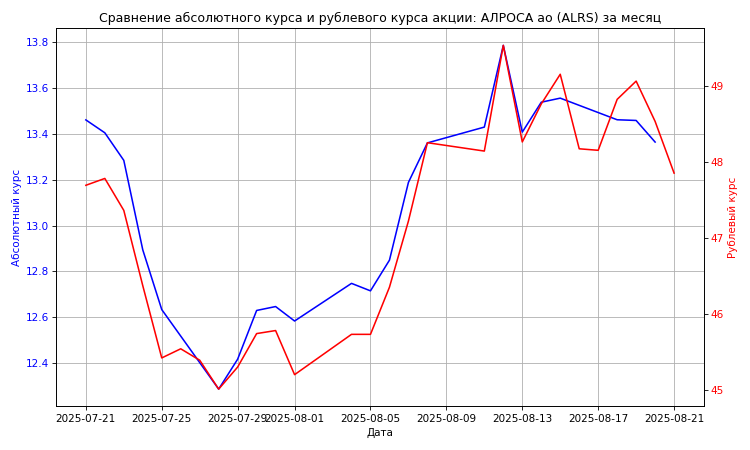 Сравнение абсолютного курса и рублевого курса акции: АЛРОСА ао (ALRS) за месяц
13.8
13.6
13.4
13.2
13.0
12.8
12.6
12.4
Абсолютный курс
49
48
47
46
45
Рублевый курс
2025-07-21 2025-07-25 2025-07-29 2025-08-01 2025-08-05 2025-08-09 2025-08-13 2025-08-17 2025-08-21
Дата